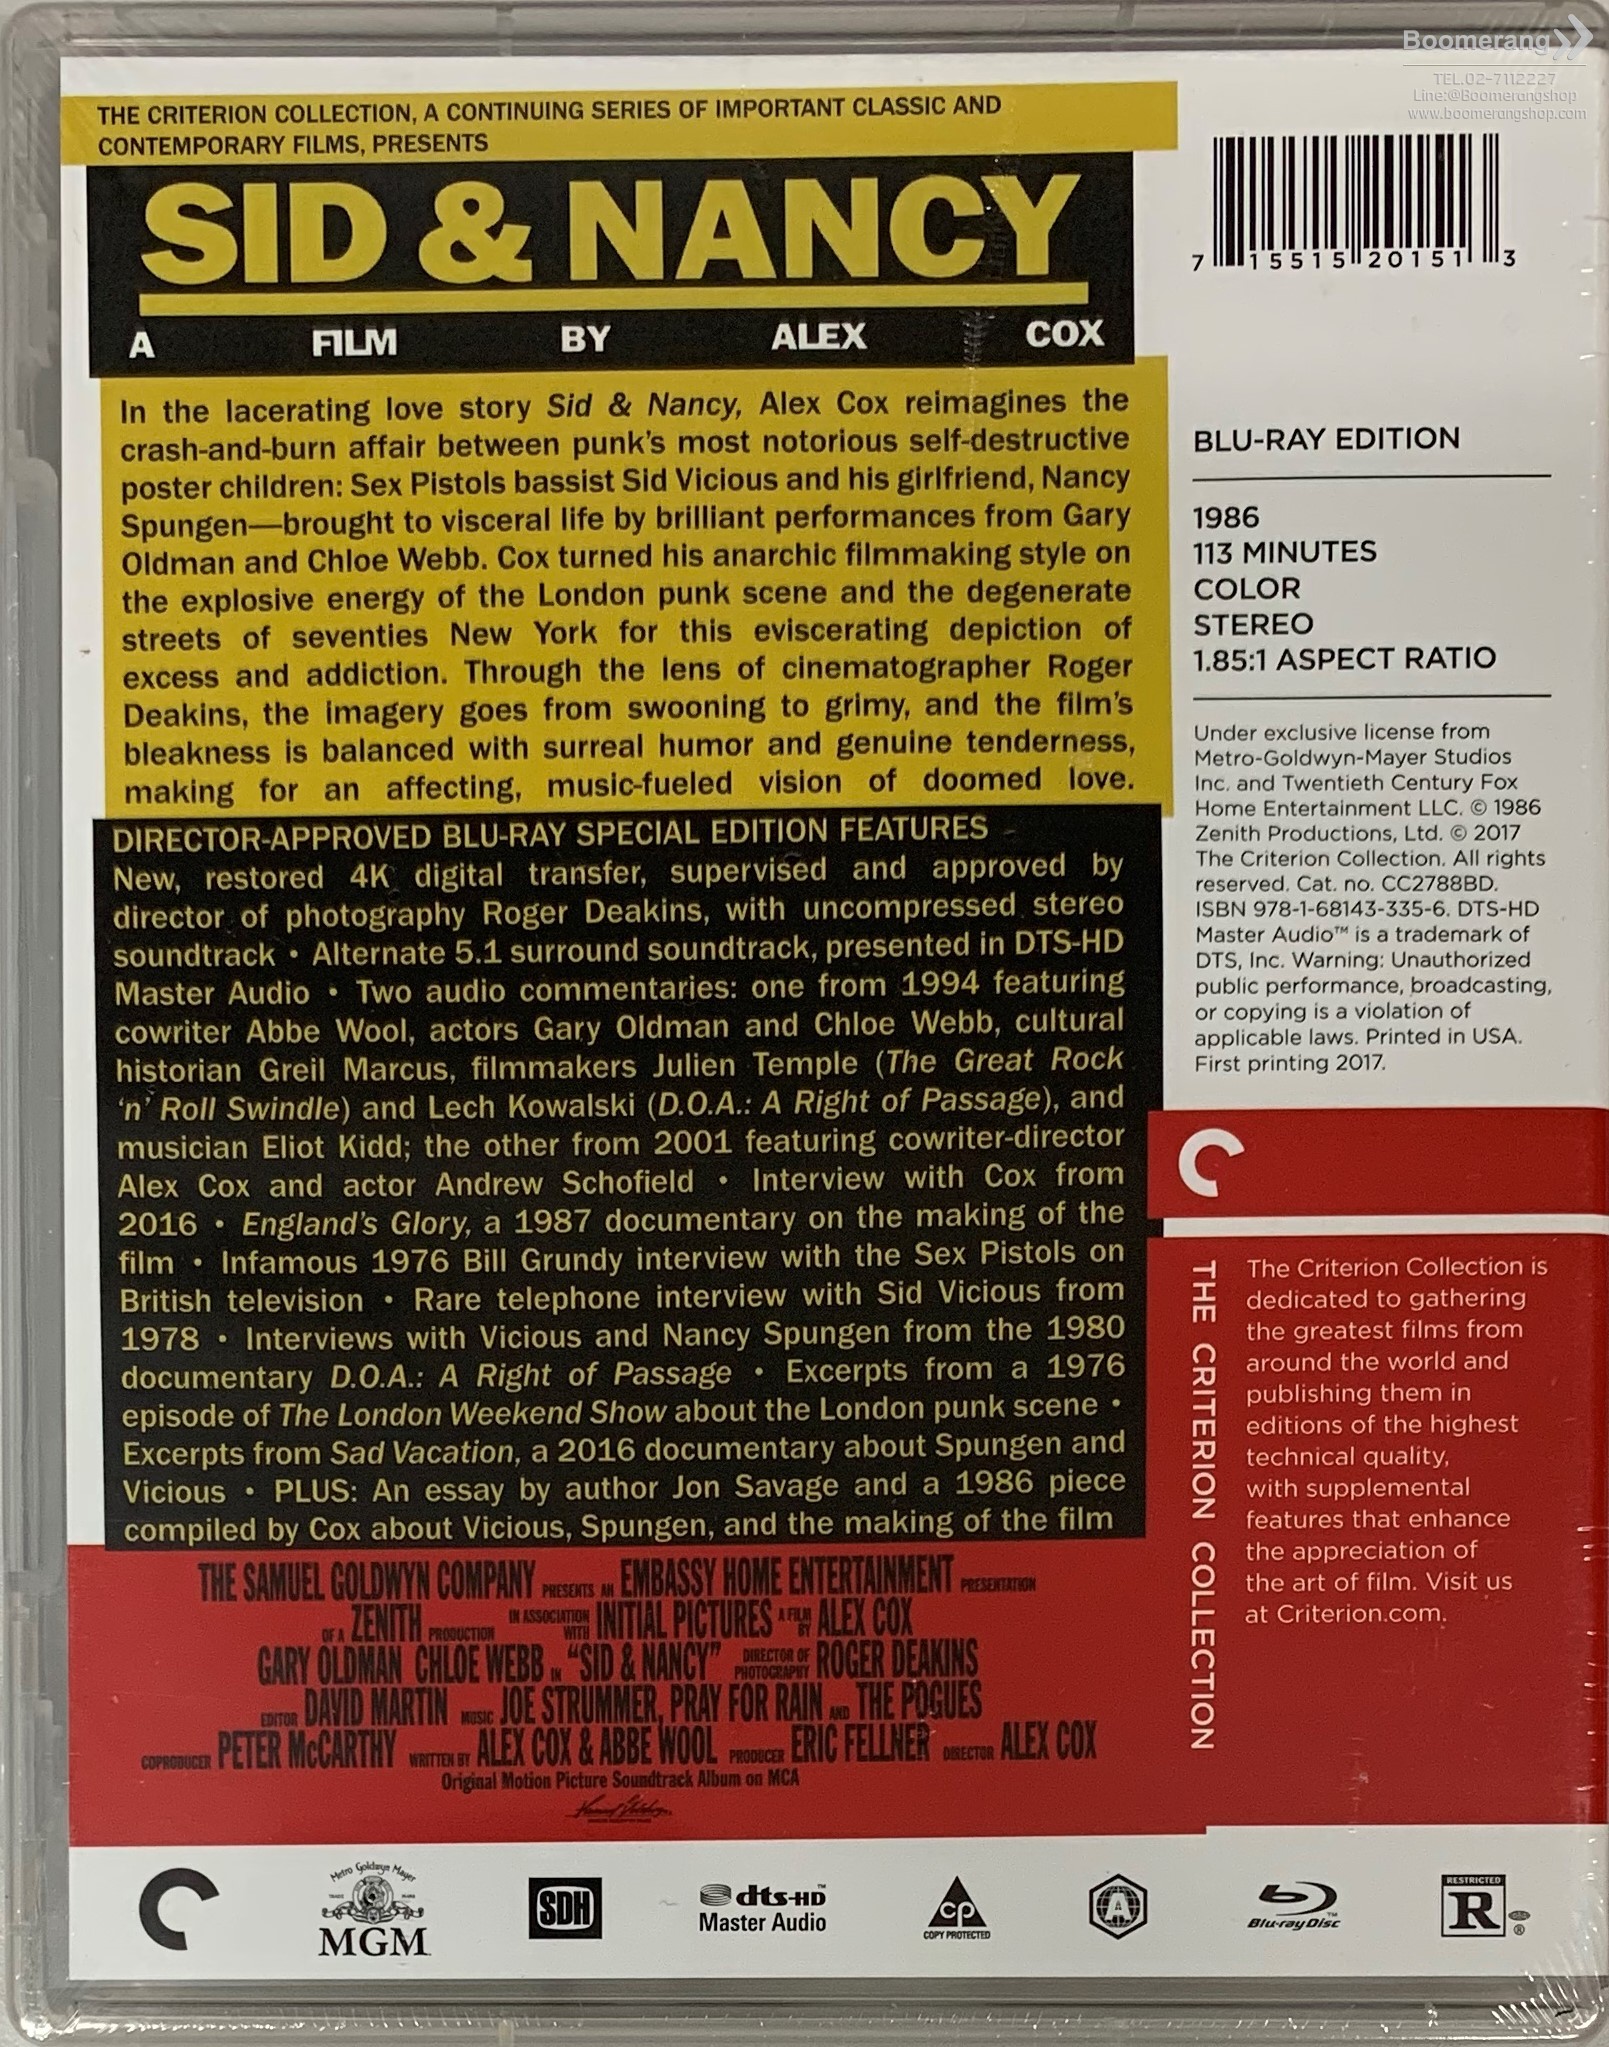 Boomerang
TEL.02-7112227
Line:@Boomerangshop
www.boomerangshop.com
THE CRITERION COLLECTION, A CONTINUING SERIES OF IMPORTANT CLASSIC AND
CONTEMPORARY FILMS, PRESENTS
SID & NANCY
A FILM BY ALEX COX
In the lacerating love story Sid & Nancy, Alex Cox reimagines the
crash-and-burn affair between punk's most notorious self-destructive
poster children: Sex Pistols bassist Sid Vicious and his girlfriend, Nancy
Spungen—brought to visceral life by brilliant performances from Gary
Oldman and Chloe Webb. Cox turned his anarchic filmmaking style on
the explosive energy of the London punk scene and the degenerate
streets of seventies New York for this eviscerating depiction of
excess and addiction. Through the lens of cinematographer Roger
Deakins, the imagery goes from swooning to grimy, and the film's
bleakness is balanced with surreal humor and genuine tenderness,
making for an affecting, music-fueled vision of doomed love.
DIRECTOR-APPROVED BLU-RAY SPECIAL EDITION FEATURES
New, restored 4K digital transfer, supervised and approved by
director of photography Roger Deakins, with uncompressed stereo
soundtrack • Alternate 5.1 surround soundtrack, presented in DTS-HD
Master Audio • Two audio commentaries: one from 1994 featuring
cowriter Abbe Wool, actors Gary Oldman and Chloe Webb, cultural
historian Greil Marcus, filmmakers Julien Temple (The Great Rock
'n' Roll Swindle) and Lech Kowalski (D.O.A.: A Right of Passage), and
musician Eliot Kidd; the other from 2001 featuring cowriter-director
Alex Cox and actor Andrew Schofield • Interview with Cox from
2016 • England's Glory, a 1987 documentary on the making of the
film • Infamous 1976 Bill Grundy interview with the Sex Pistols on
British television • Rare telephone interview with Sid Vicious from
1978 • Interviews with Vicious and Nancy Spungen from the 1980
documentary D.O.A.: A Right of Passage • Excerpts from a 1976
episode of The London Weekend Show about the London punk scene •
Excerpts from Sad Vacation, a 2016 documentary about Spungen and
Vicious • PLUS: An essay by author Jon Savage and a 1986 piece
compiled by Cox about Vicious, Spungen, and the making of the film
THE SAMUEL GOLDWYN COMPANY PRESENTS AN EMBASSY HOME ENTERTAINMENT PRESENTATION
OF A ZENITH PRODUCTION IN ASSOCIATION WITH INITIAL PICTURES A FILM BY ALEX COX
GARY OLDMAN CHLOE WEBB IN "SID & NANCY" DIRECTOR OF PHOTOGRAPHY ROGER DEAKINS
EDITOR DAVID MARTIN MUSIC JOE STRUMMER, PRAY FOR RAIN AND THE POGUES
COPRODUCER PETER McCARTHY WRITTEN BY ALEX COX & ABBE WOOL PRODUCER ERIC FELLNER DIRECTOR ALEX COX
Original Motion Picture Soundtrack Album on MCA
7 15515 20151 3
BLU-RAY EDITION
1986
113 MINUTES
COLOR
STEREO
1.85:1 ASPECT RATIO
Under exclusive license from
Metro-Goldwyn-Mayer Studios
Inc. and Twentieth Century Fox
Home Entertainment LLC. © 1986
Zenith Productions, Ltd. © 2017
The Criterion Collection. All rights
reserved. Cat. no. CC2788BD.
ISBN 978-1-68143-335-6. DTS-HD
Master Audio™ is a trademark of
DTS, Inc. Warning: Unauthorized
public performance, broadcasting,
or copying is a violation of
applicable laws. Printed in USA.
First printing 2017.
THE CRITERION COLLECTION
The Criterion Collection is
dedicated to gathering
the greatest films from
around the world and
publishing them in
editions of the highest
technical quality,
with supplemental
features that enhance
the appreciation of
the art of film. Visit us
at Criterion.com.
Metro Goldwyn Mayer
TRADE MARK
MGM
SDH
dts-HD™
Master Audio
CP
COPY PROTECTED
A
Blu-ray Disc™
RESTRICTED
R ®